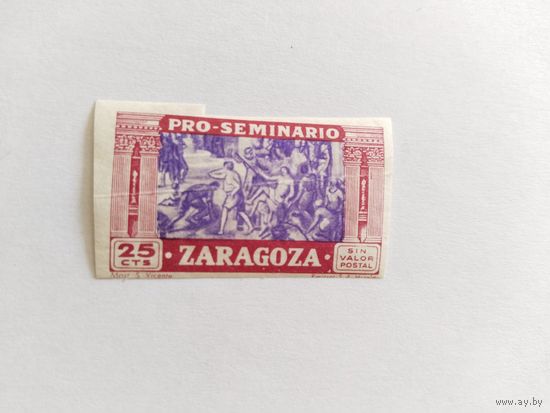 PRO-SEMINARIO
25
CTS
· ZARAGOZA ·
SIN
VALOR
POSTAL
www.ay.by